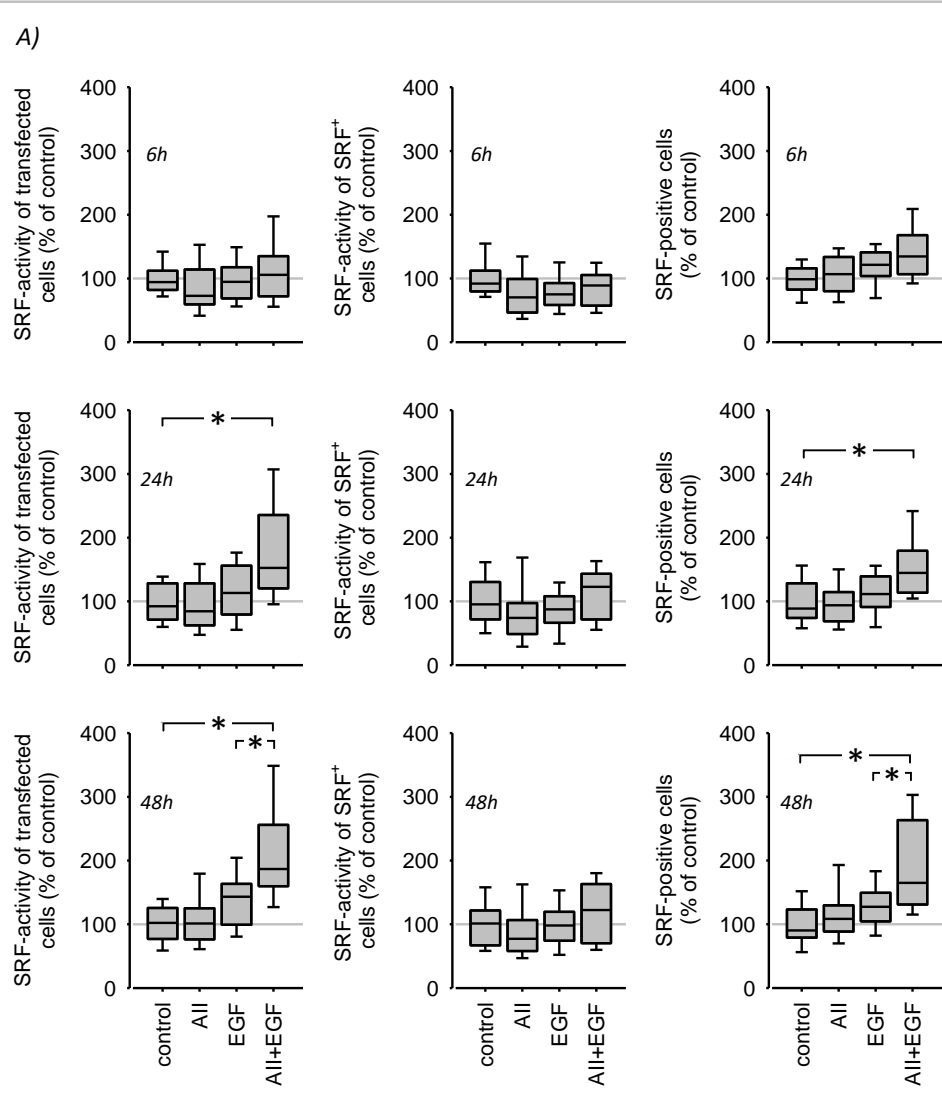 A)
SRF-activity of transfected
cells (% of control)
400
300
200
100
0
6h
SRF-activity of SRF+
cells (% of control)
400
300
200
100
0
6h
SRF-positive cells
(% of control)
400
300
200
100
0
6h
SRF-activity of transfected
cells (% of control)
400
300
200
100
0
24h
*
SRF-activity of SRF+
cells (% of control)
400
300
200
100
0
24h
SRF-positive cells
(% of control)
400
300
200
100
0
24h
*
SRF-activity of transfected
cells (% of control)
400
300
200
100
0
48h
*
*
control
AII
EGF
AII+EGF
SRF-activity of SRF+
cells (% of control)
400
300
200
100
0
48h
control
AII
EGF
AII+EGF
SRF-positive cells
(% of control)
400
300
200
100
0
48h
*
*
control
AII
EGF
AII+EGF